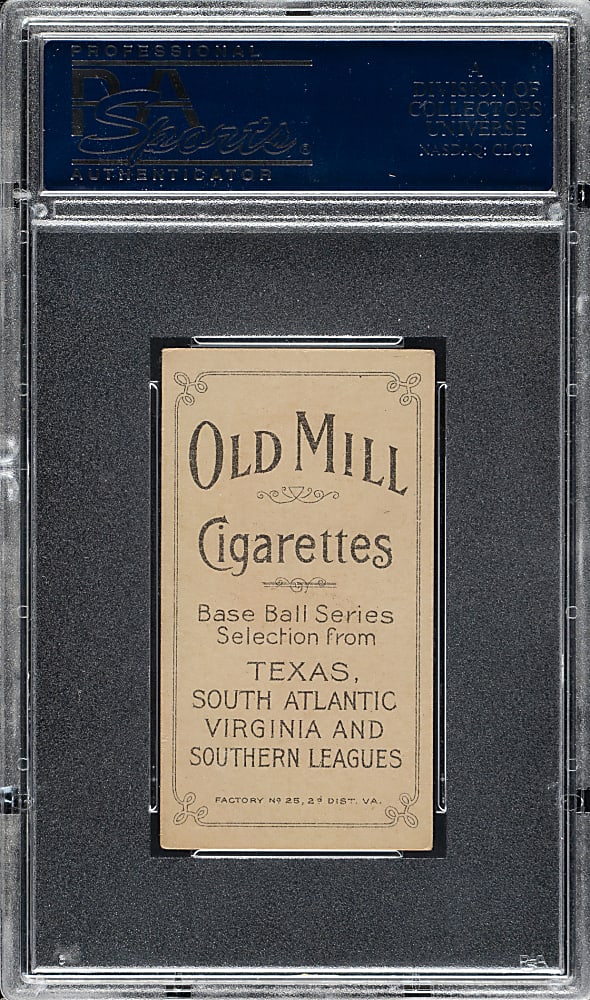 PROFESSIONAL
PSA
Sports
AUTHENTICATOR
A
DIVISION OF
COLLECTORS
UNIVERSE
NASDAQ: CLCT
OLD MILL
Cigarettes
Base Ball Series
Selection from
TEXAS,
SOUTH ATLANTIC
VIRGINIA AND
SOUTHERN LEAGUES
FACTORY Nº 25, 2ᵈ DIST. VA.
PSA